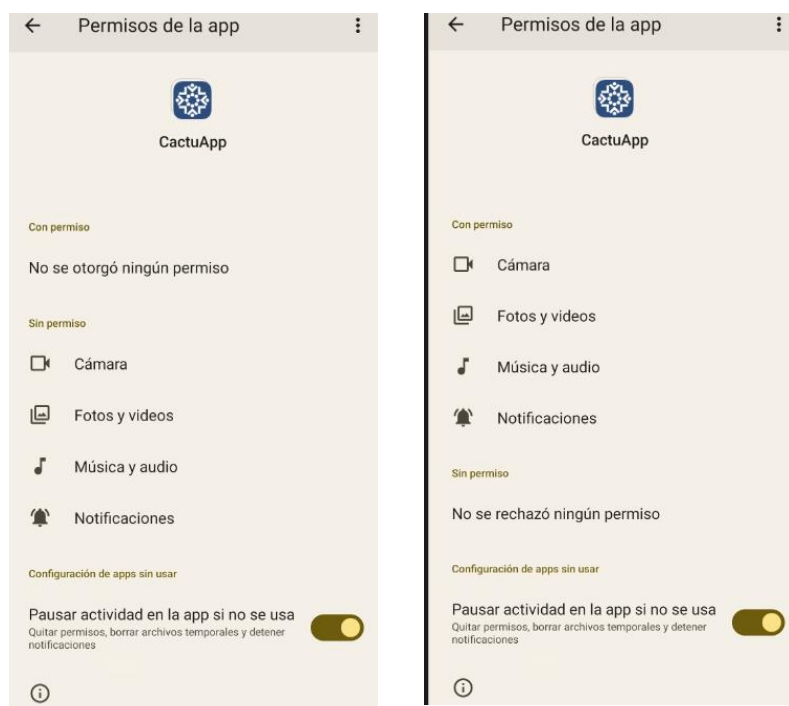 Permisos de la app
CactuApp
Con permiso
No se otorgó ningún permiso
Sin permiso
Cámara
Fotos y videos
Música y audio
Notificaciones
Configuración de apps sin usar
Pausar actividad en la app si no se usa
Quitar permisos, borrar archivos temporales y detener
notificaciones
Permisos de la app
CactuApp
Con permiso
Cámara
Fotos y videos
Música y audio
Notificaciones
Sin permiso
No se rechazó ningún permiso
Configuración de apps sin usar
Pausar actividad en la app si no se usa
Quitar permisos, borrar archivos temporales y detener
notificaciones